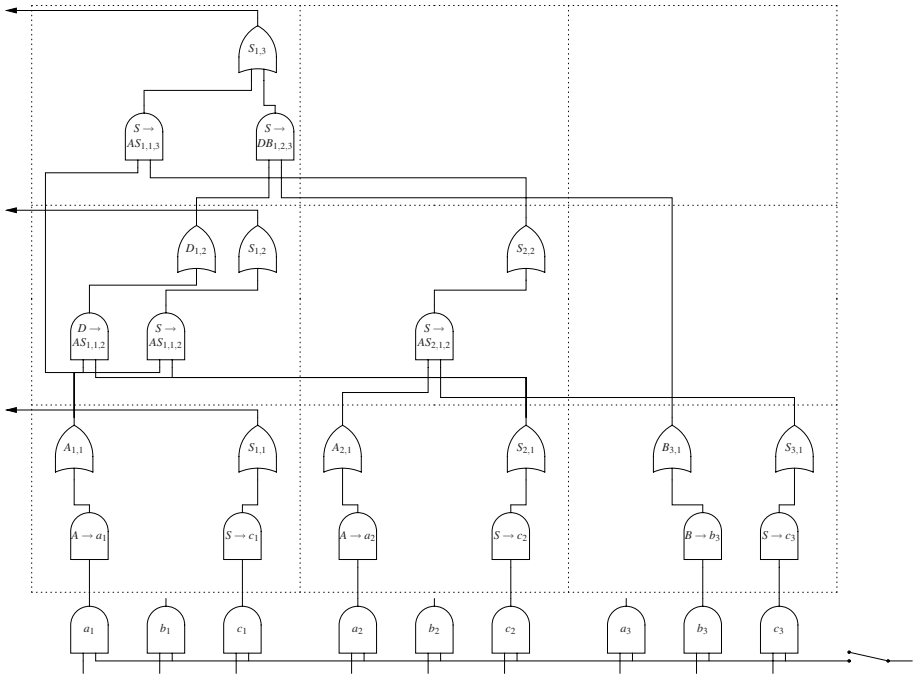 S1,3
S →
AS1,1,3
S →
DB1,2,3
D1,2
S1,2
S2,2
D →
AS1,1,2
S →
AS1,1,2
S →
AS2,1,2
A1,1
S1,1
A2,1
S2,1
B3,1
S3,1
A → a1
S → c1
A → a2
S → c2
B → b3
S → c3
a1
b1
c1
a2
b2
c2
a3
b3
c3